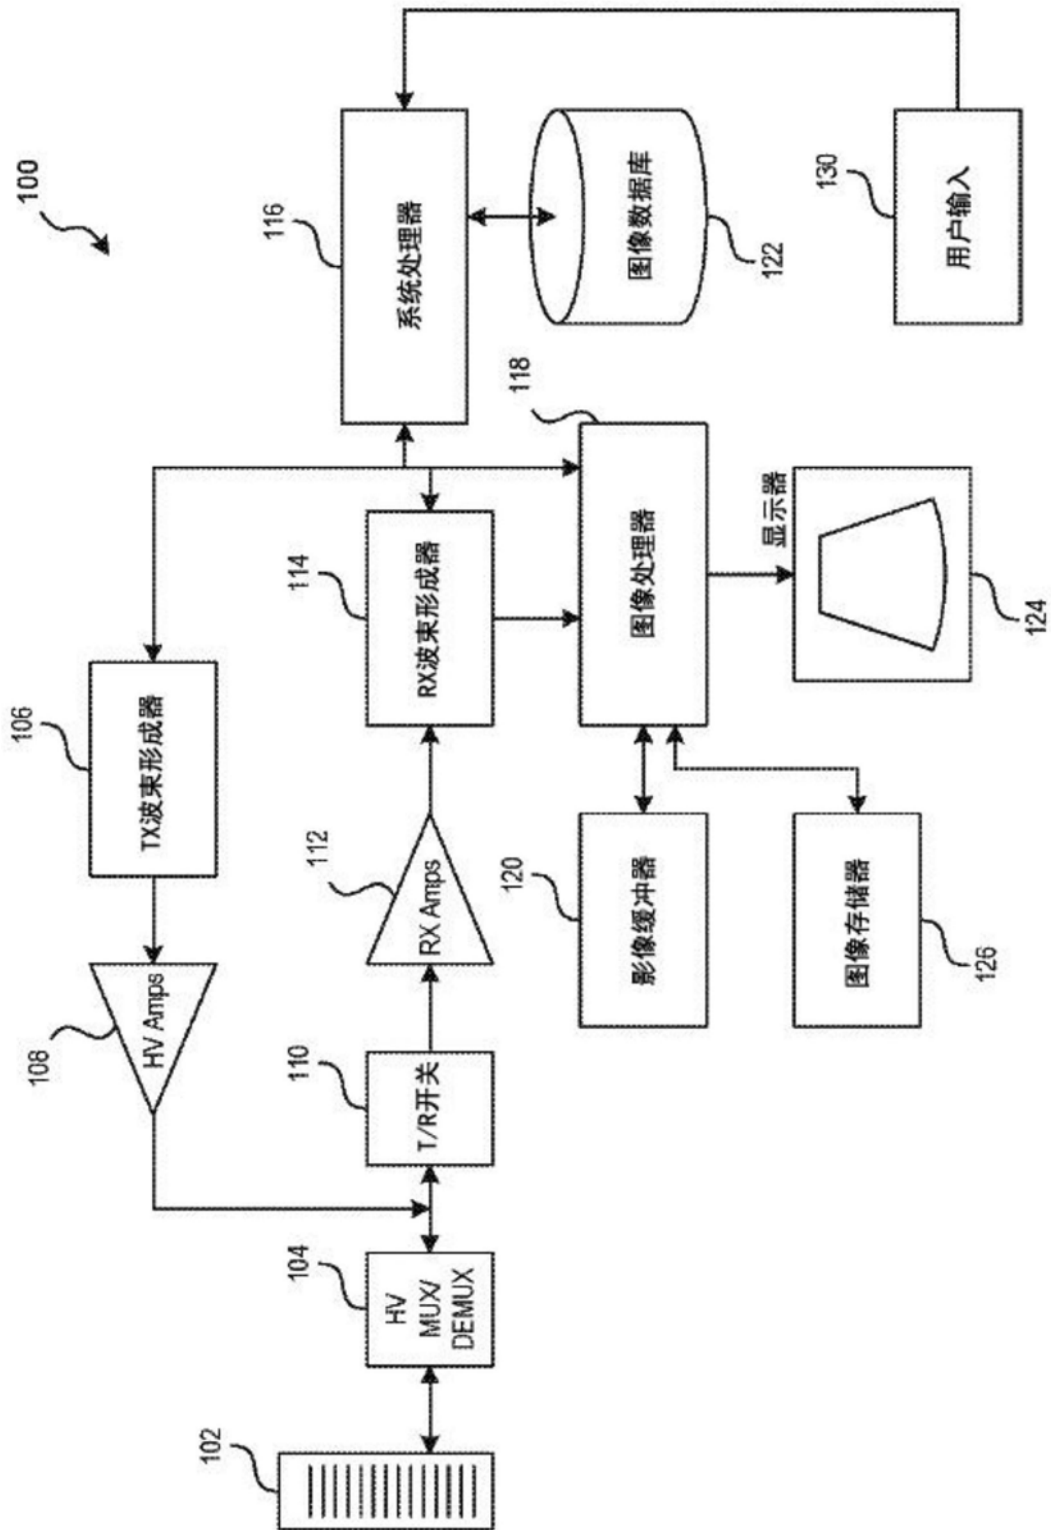 100
106
TX波束形成器
108
HV Amps
116
系统处理器
102
104
HV
MUX/
DEMUX
110
T/R开关
112
RX Amps
114
RX波束形成器
118
图像处理器
图像数据库
122
120
影像缓冲器
显示器
124
图像存储器
126
130
用户输入